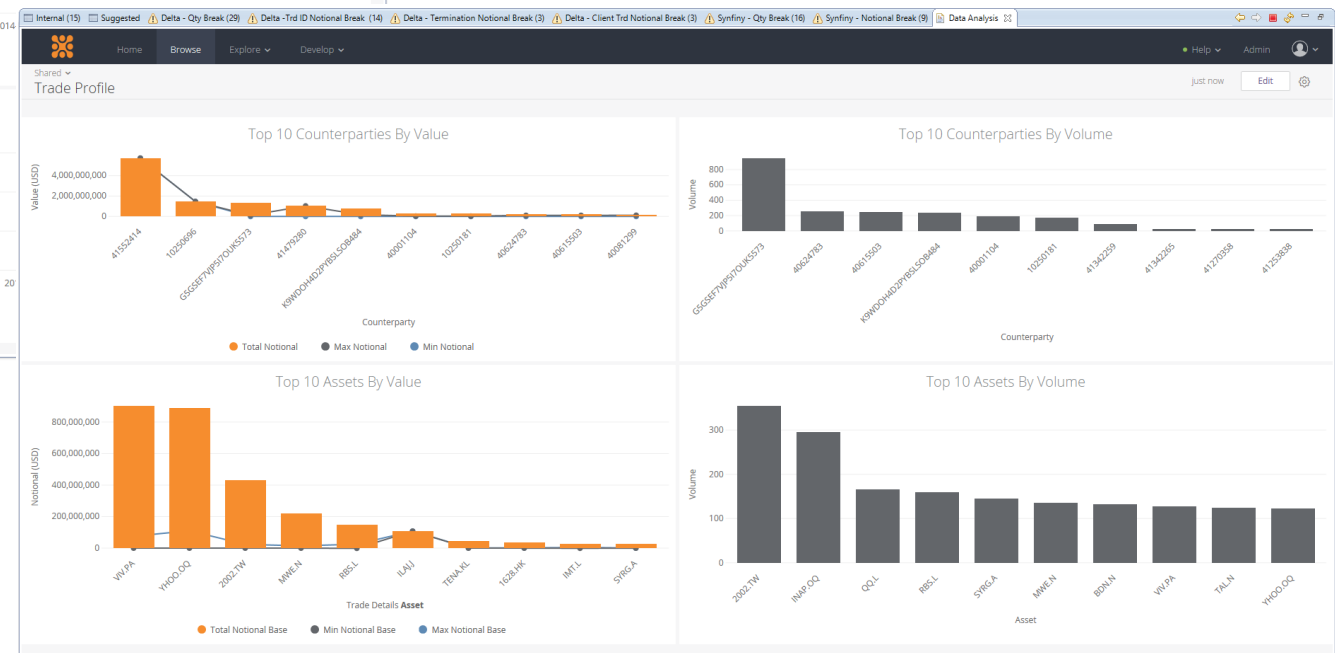 014
20
Internal (15) Suggested Delta - Qty Break (29) Delta -Trd ID Notional Break (14) Delta - Termination Notional Break (3) Delta - Client Trd Notional Break (3) Synfiny - Qty Break (16) Synfiny - Notional Break (9) Data Analysis
Home Browse Explore Develop Help Admin
Shared
Trade Profile
just now Edit
Top 10 Counterparties By Value
Value (USD)
4,000,000,000
2,000,000,000
0
41552414
10250696
G5GSEF7VJP5I7OUK5573
41479280
K9WDOH4D2PYBSLSOB484
40001104
10250181
40624783
40615503
40081299
Counterparty
Total Notional Max Notional Min Notional
Top 10 Counterparties By Volume
Volume
800
600
400
200
0
G5GSEF7VJP5I7OUK5573
40624783
40615503
K9WDOH4D2PYBSLSOB484
40001104
10250181
41342259
41342265
41270358
41253838
Counterparty
Top 10 Assets By Value
Notional (USD)
800,000,000
600,000,000
400,000,000
200,000,000
0
VIV.PA
YHOO.OQ
2002.TW
MWE.N
RBS.L
ILAJ.J
TENA.KL
1628.HK
IMT.L
SYRG.A
Trade Details Asset
Total Notional Base Min Notional Base Max Notional Base
Top 10 Assets By Volume
Volume
300
200
100
0
2002.TW
INAP.OQ
QQ.L
RBS.L
SYRG.A
MWE.N
BDN.N
VIV.PA
TAL.N
YHOO.OQ
Asset